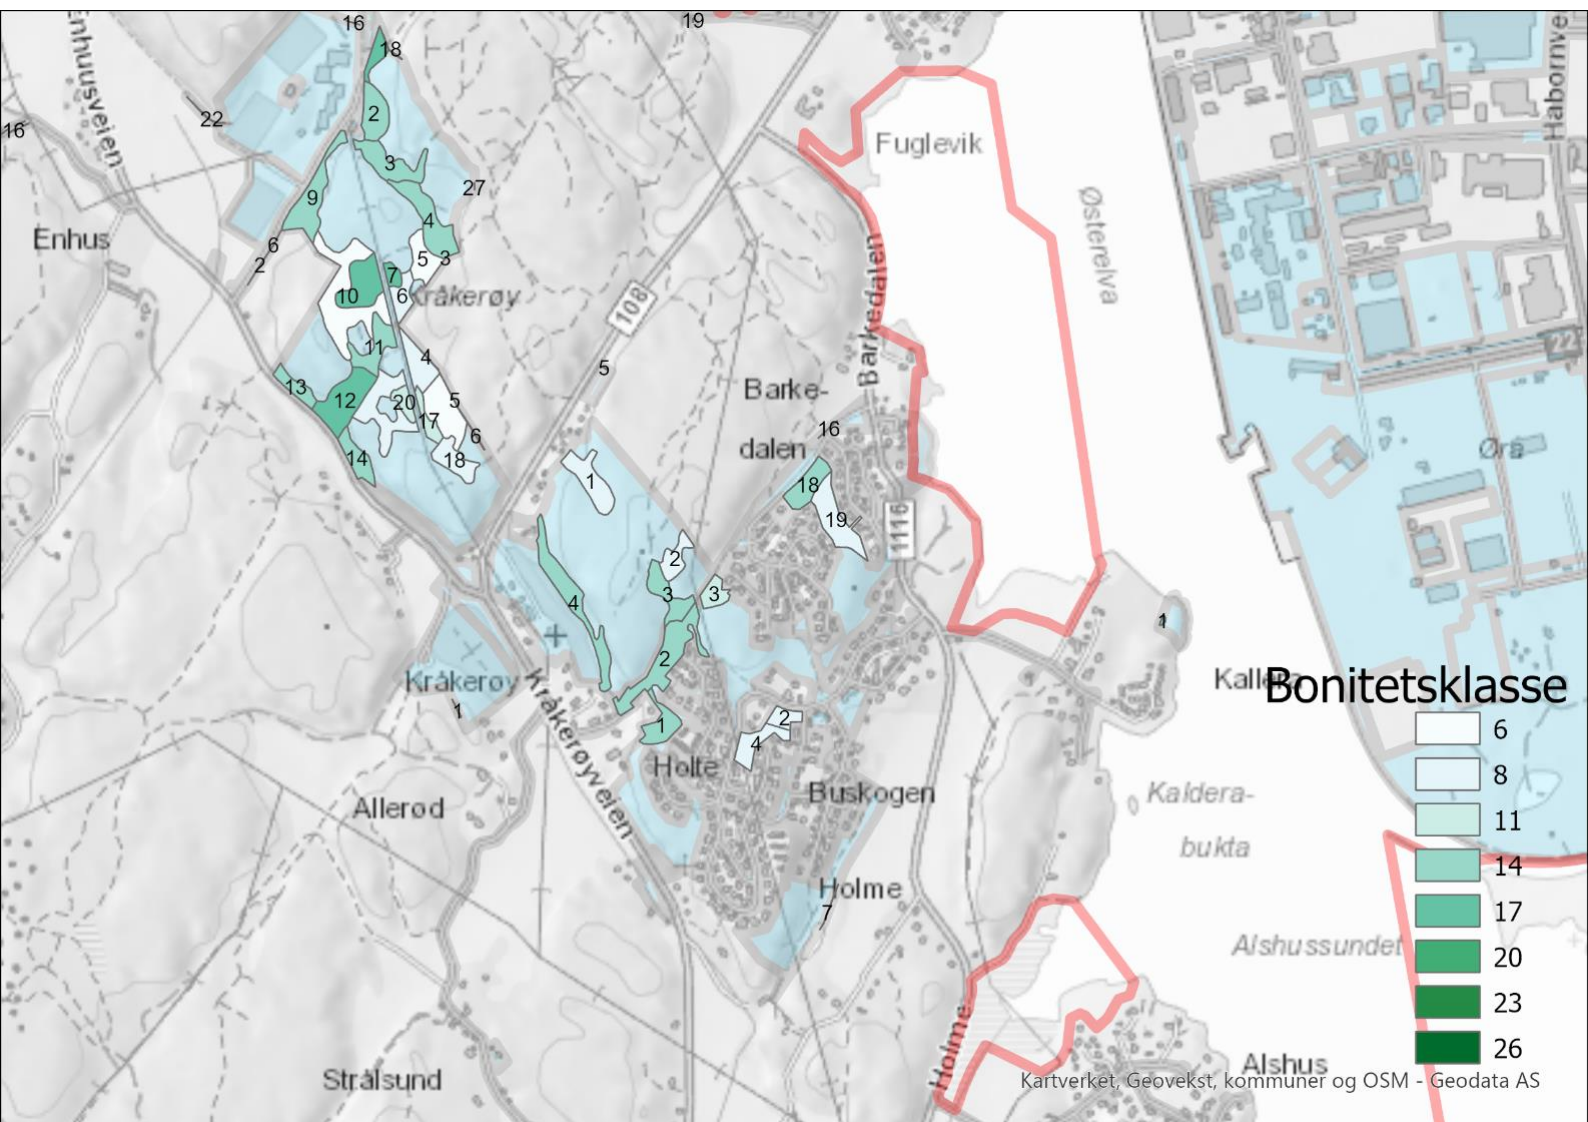 16
19
18
Enhuusveien
Habornve
22
2
16
Fuglevik
3
27
9
Østerelva
4
Enhus
6
5
3
2
Barkedalen
7
10
6
Kråkerøy
108
11
4
22
5
13
Barke-
12
20
5
17
16
6
dalen
Øra
14
18
1
18
19
1116
2
3
3
4
1
2
Kråkerøy
Bonitetsklasse
1
1
2
6
4
Kråkerøyveien
Holte
8
Allerød
Buskogen
Kaldera-
11
bukta
14
Holme
7
17
Alshussundet
20
23
Holme
26
Alshus
Strålsund
Kartverket, Geovekst, kommuner og OSM - Geodata AS